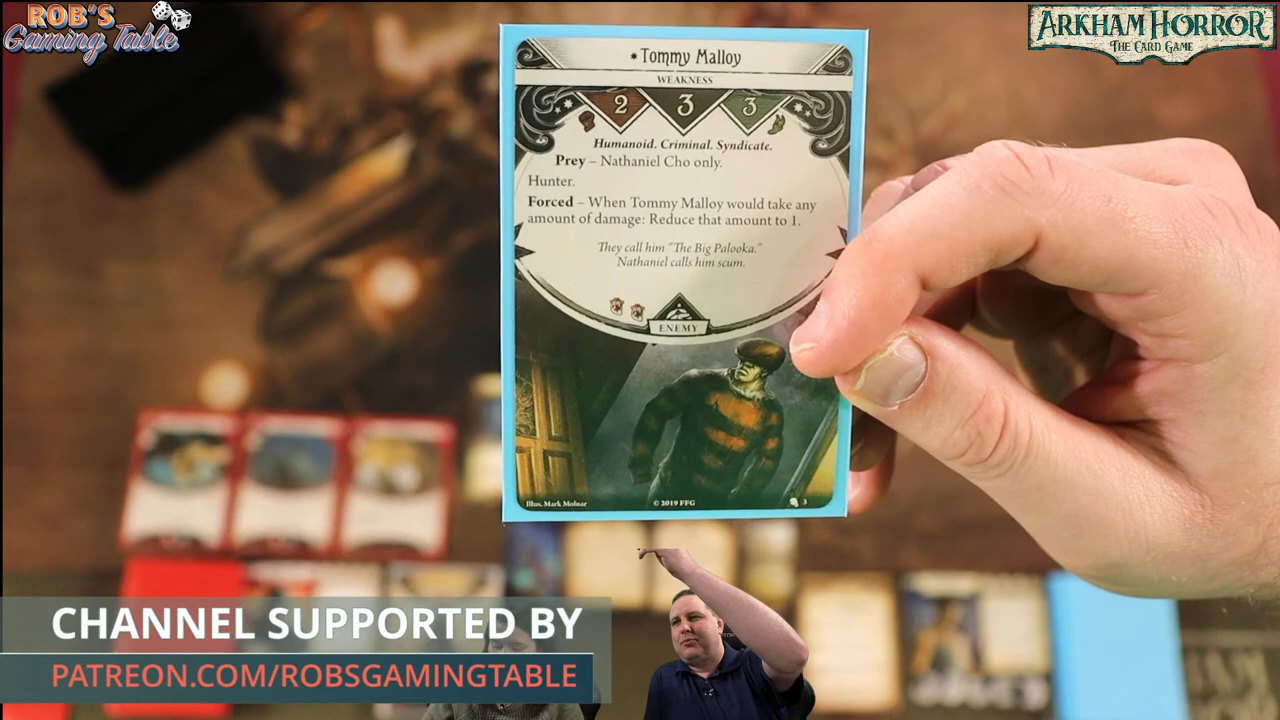 ROB'S
Gaming Table
ARKHAM HORROR
THE CARD GAME
Tommy Malloy
WEAKNESS
2 3 3
Humanoid. Criminal. Syndicate.
Prey – Nathaniel Cho only.
Hunter.
Forced – When Tommy Malloy would take any
amount of damage: Reduce that amount to 1.
They call him "The Big Palooka."
Nathaniel calls him scum.
ENEMY
Illus. Mark Molnar © 2019 FFG 3
CHANNEL SUPPORTED BY
PATREON.COM/ROBSGAMINGTABLE